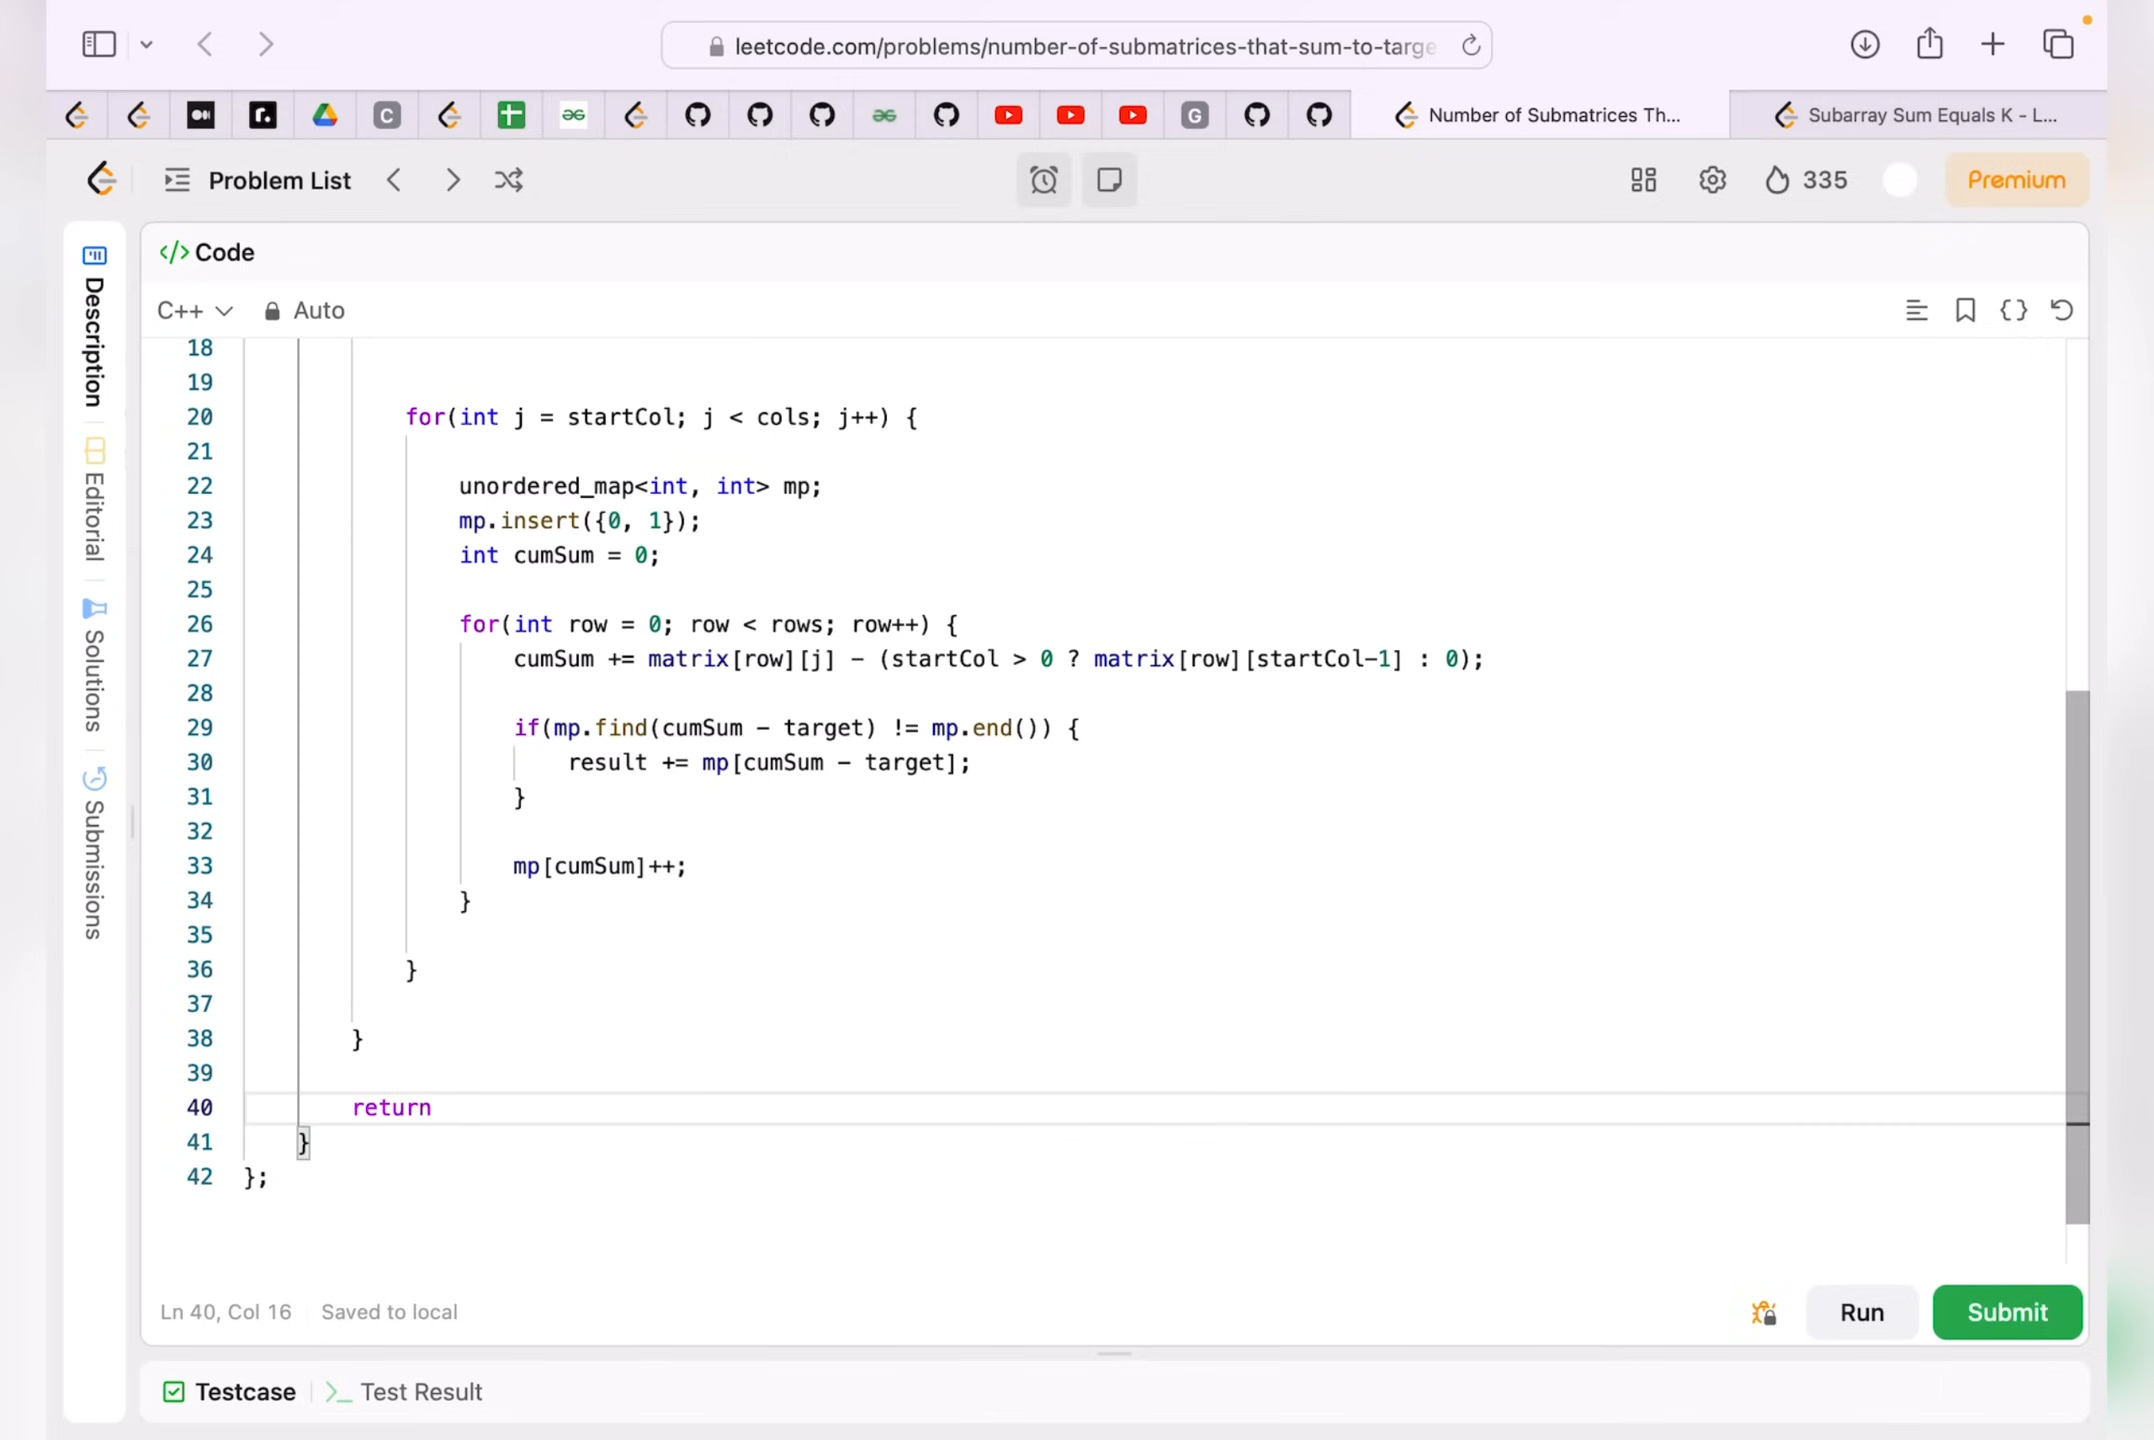 leetcode.com/problems/number-of-submatrices-that-sum-to-targe
C
G
Number of Submatrices Th...
Subarray Sum Equals K - L...
Problem List
335
Premium
Description
Editorial
Solutions
Submissions
</> Code
C++
Auto
18
19
20 for(int j = startCol; j < cols; j++) {
21
22 unordered_map<int, int> mp;
23 mp.insert({0, 1});
24 int cumSum = 0;
25
26 for(int row = 0; row < rows; row++) {
27 cumSum += matrix[row][j] - (startCol > 0 ? matrix[row][startCol-1] : 0);
28
29 if(mp.find(cumSum - target) != mp.end()) {
30 result += mp[cumSum - target];
31 }
32
33 mp[cumSum]++;
34 }
35
36 }
37
38 }
39
40 return
41 }
42 };
Ln 40, Col 16 Saved to local
Run
Submit
Testcase
>_ Test Result